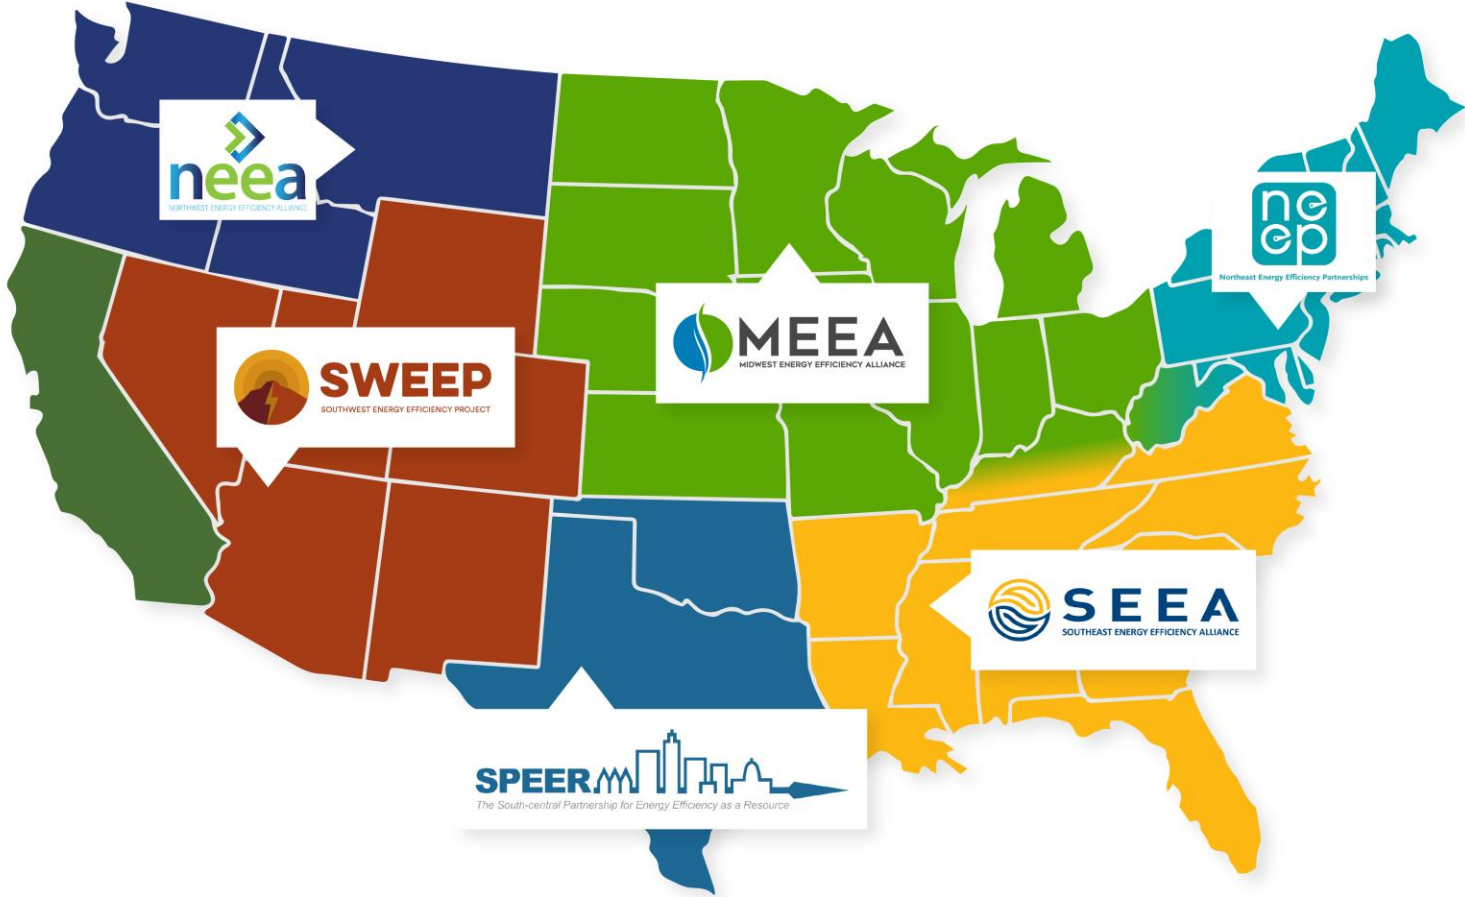 neea
NORTHWEST ENERGY EFFICIENCY ALLIANCE
ne
ep
Northeast Energy Efficiency Partnerships
MEEA
MIDWEST ENERGY EFFICIENCY ALLIANCE
SWEEP
SOUTHWEST ENERGY EFFICIENCY PROJECT
SEEA
SOUTHEAST ENERGY EFFICIENCY ALLIANCE
SPEER
The South-central Partnership for Energy Efficiency as a Resource